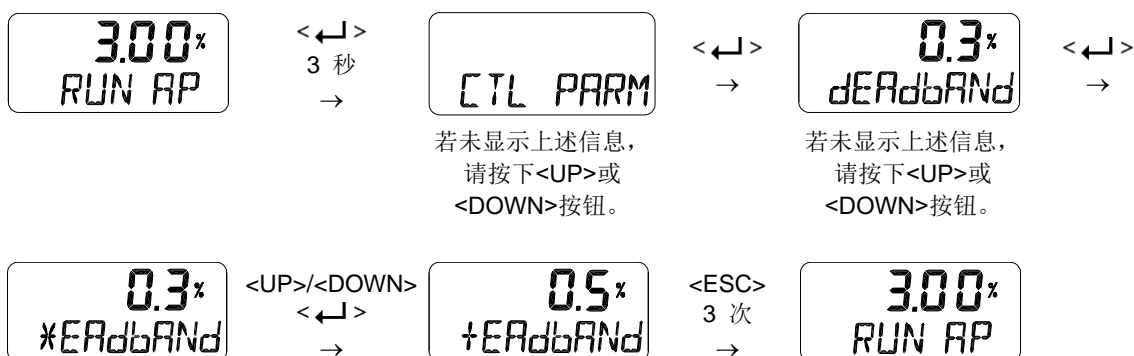 3.00%
RUN AP
<↵>
3 秒
→
CTL PARM
若未显示上述信息,
请按下<UP>或
<DOWN>按钮。
<↵>
→
0.3%
dEAdbANd
若未显示上述信息,
请按下<UP>或
<DOWN>按钮。
<↵>
→
0.3%
*EAdbANd
<UP>/<DOWN>
<↵>
→
0.5%
+EAdbANd
<ESC>
3 次
→
3.00%
RUN AP